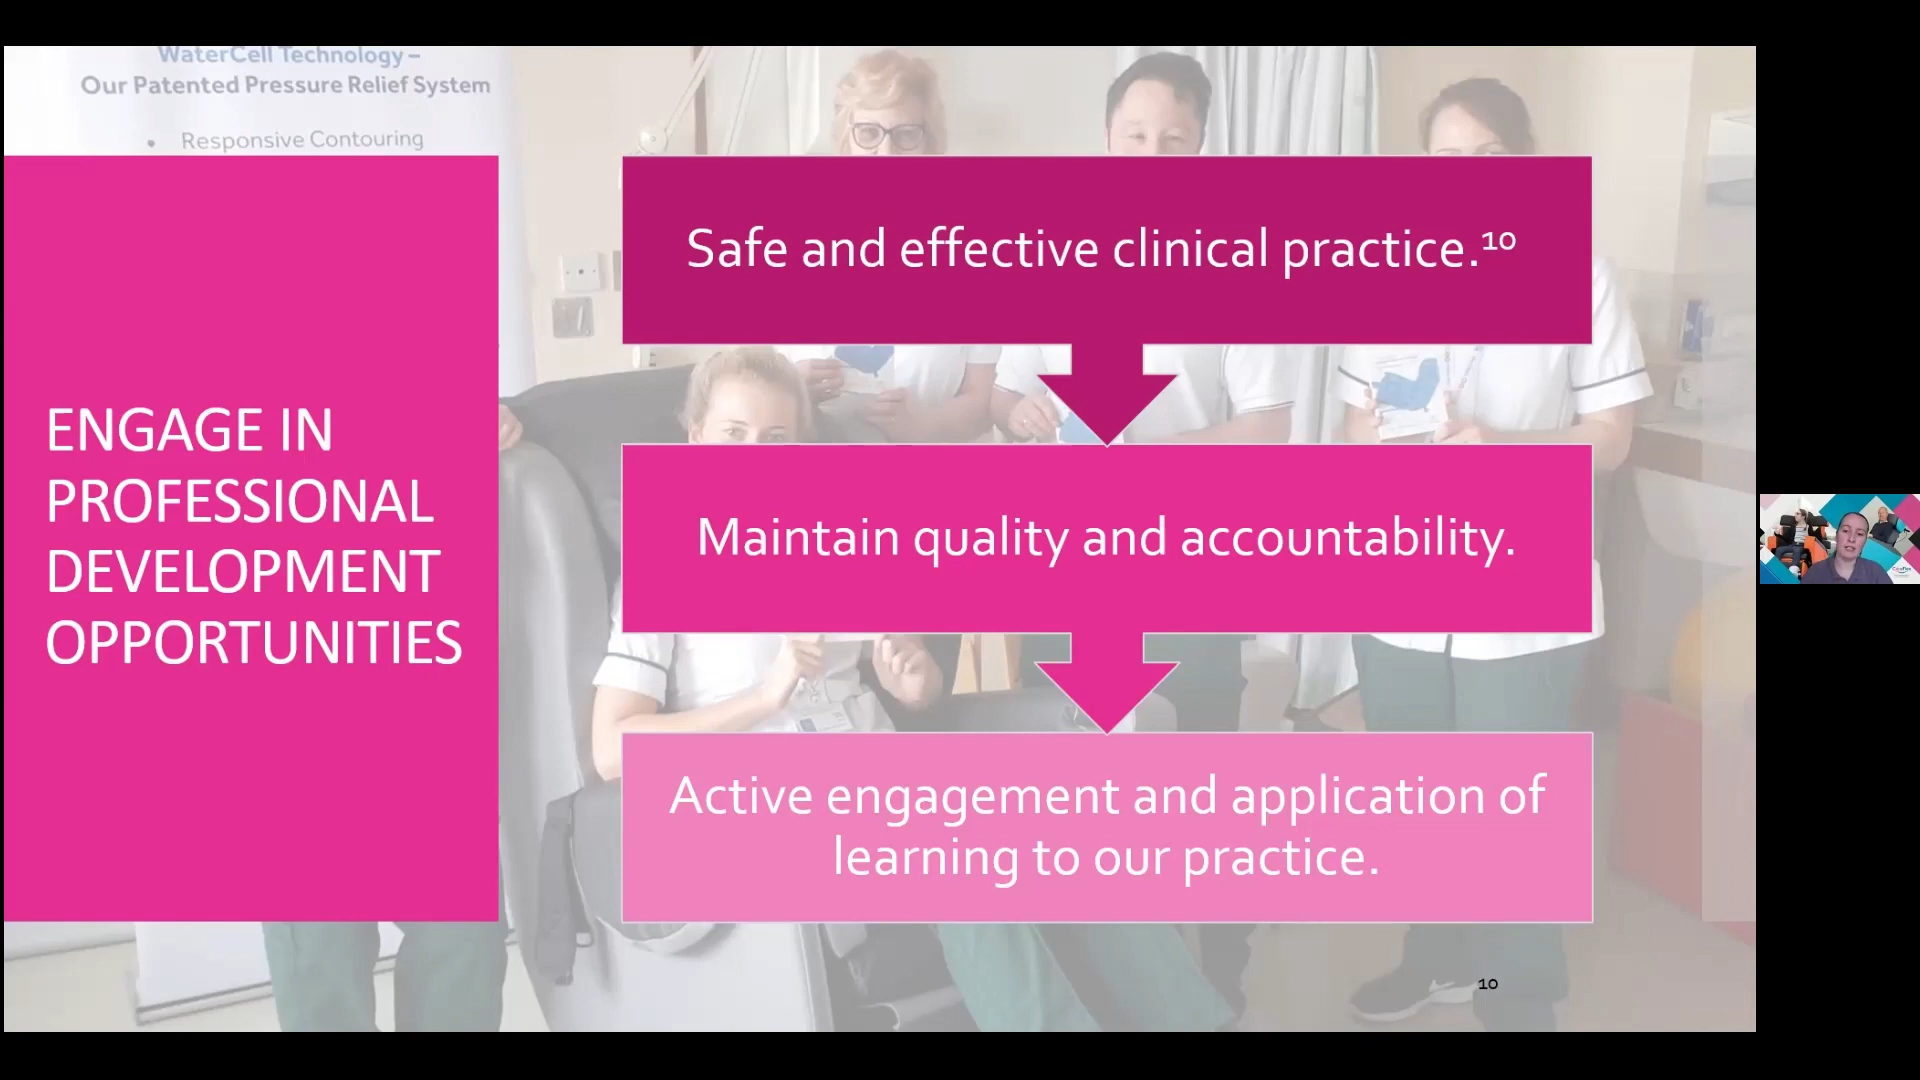 WaterCell Technology –
Our Patented Pressure Relief System
• Responsive Contouring
ENGAGE IN
PROFESSIONAL
DEVELOPMENT
OPPORTUNITIES
Safe and effective clinical practice.¹⁰
Maintain quality and accountability.
Active engagement and application of
learning to our practice.
10